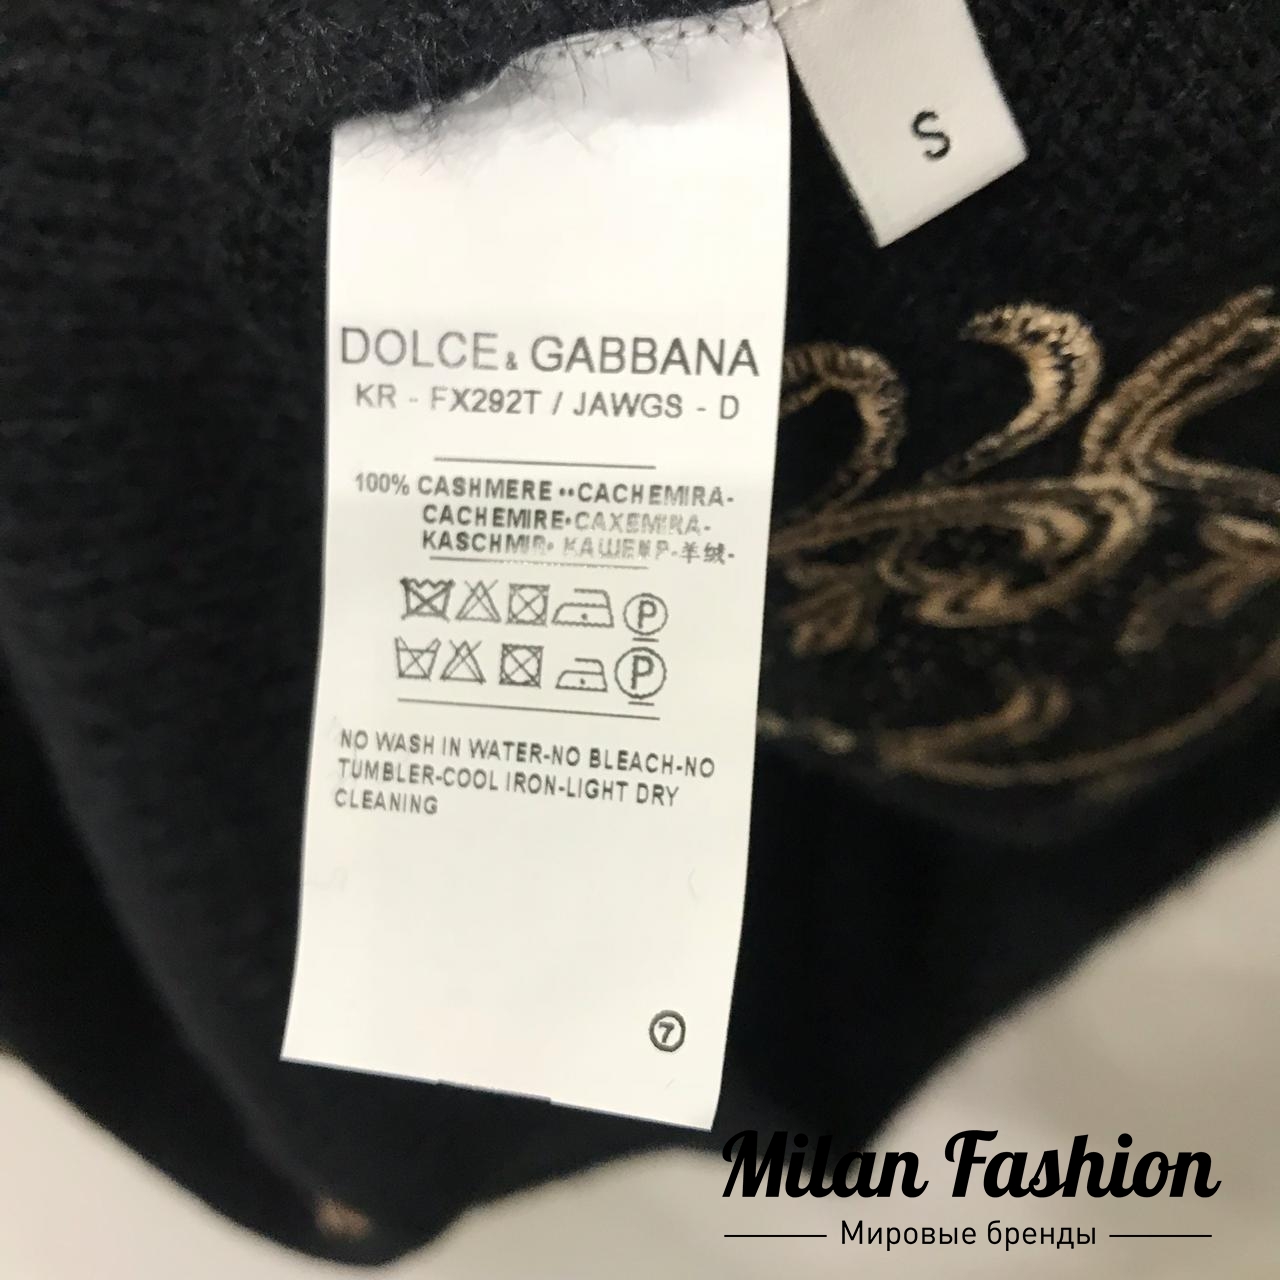 S
DOLCE & GABBANA
KR - FX292T / JAWGS - D
100% CASHMERE ••CACHEMIRA-
CACHEMIRE•CAXEMIRA-
KASCHMIR• КАШЕМР-羊绒-
P
P
NO WASH IN WATER-NO BLEACH-NO
TUMBLER-COOL IRON-LIGHT DRY
CLEANING
7
Milan Fashion
Мировые бренды